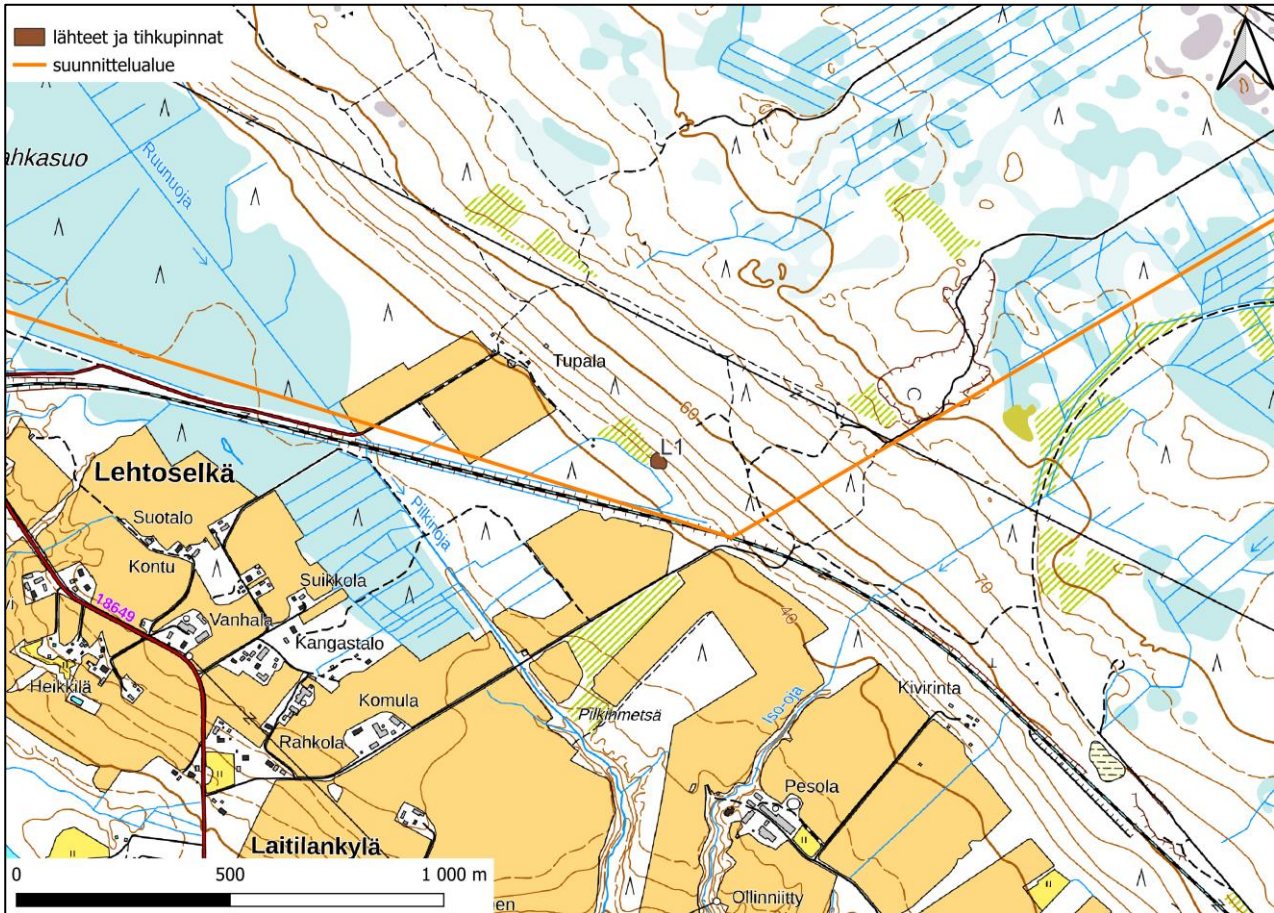 lähteet ja tihkupinnat
suunnittelualue
ahkasuo
Ruunuoja
Tupala
60
L1
Lehtoselkä
Suotalo
Kontu
Pilkinoja
Suikkola
18649
Vanhala
Kangastalo
70
40
Heikkilä
Komula
Kivirinta
Iso-oja
Pilkinmetsä
Rahkola
Pesola
Laitilankylä
0 500 1 000 m
Ollinniitty
en